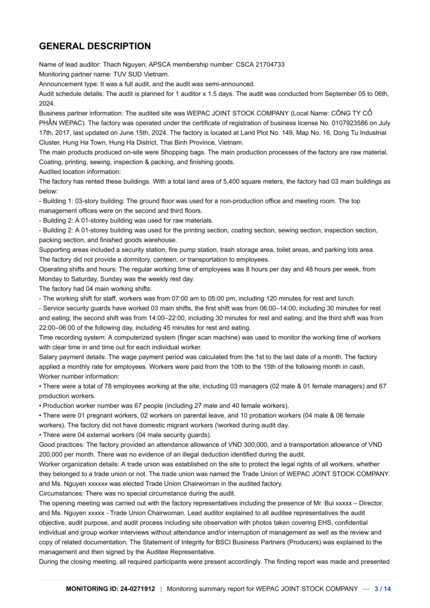 GENERAL DESCRIPTION
Name of lead auditor: Thach Nguyen; APSCA membership number: CSCA 21704733
Monitoring partner name: TUV SUD Vietnam.
Announcement type: It was a full audit, and the audit was semi-announced.
Audit schedule details: The audit is planned for 1 auditor x 1.5 days. The audit was conducted from September 05 to 06th,
2024.
Business partner information: The audited site was WEPAC JOINT STOCK COMPANY (Local Name: CÔNG TY CỔ
PHẦN WEPAC). The factory was operated under the certificate of registration of business license No. 0107923586 on July
17th, 2017, last updated on June 15th, 2024. The factory is located at Land Plot No. 149, Map No. 16, Dong Tu Industrial
Cluster, Hung Ha Town, Hung Ha District, Thai Binh Province, Vietnam.
The main products produced on-site were Shopping bags. The main production processes of the factory are raw material,
Coating, printing, sewing, inspection & packing, and finishing goods.
Audited location information:
The factory has rented these buildings. With a total land area of 5,400 square meters, the factory had 03 main buildings as
below:
- Building 1: 03-story building: The ground floor was used for a non-production office and meeting room. The top
management offices were on the second and third floors.
- Building 2: A 01-storey building was used for raw materials.
- Building 2: A 01-storey building was used for the printing section, coating section, sewing section, inspection section,
packing section, and finished goods warehouse.
Supporting areas included a security station, fire pump station, trash storage area, toilet areas, and parking lots area.
The factory did not provide a dormitory, canteen, or transportation to employees.
Operating shifts and hours: The regular working time of employees was 8 hours per day and 48 hours per week, from
Monday to Saturday, Sunday was the weekly rest day.
The factory had 04 main working shifts:
- The working shift for staff, workers was from 07:00 am to 05:00 pm, including 120 minutes for rest and lunch.
- Service security guards have worked 03 main shifts, the first shift was from 06:00–14:00, including 30 minutes for rest
and eating; the second shift was from 14:00–22:00, including 30 minutes for rest and eating; and the third shift was from
22:00–06:00 of the following day, including 45 minutes for rest and eating.
Time recording system: A computerized system (finger scan machine) was used to monitor the working time of workers
with clear time in and time out for each individual worker.
Salary payment details: The wage payment period was calculated from the 1st to the last date of a month. The factory
applied a monthly rate for employees. Workers were paid from the 10th to the 15th of the following month in cash.
Worker number information:
• There were a total of 78 employees working at the site, including 03 managers (02 male & 01 female managers) and 67
production workers.
• Production worker number was 67 people (including 27 male and 40 female workers).
• There were 01 pregnant workers, 02 workers on parental leave, and 10 probation workers (04 male & 06 female
workers). The factory did not have domestic migrant workers (\worked during audit day.
• There were 04 external workers (04 male security guards).
Good practices: The factory provided an attendance allowance of VND 300,000, and a transportation allowance of VND
200,000 per month. There was no evidence of an illegal deduction identified during the audit.
Worker organization details: A trade union was established on the site to protect the legal rights of all workers, whether
they belonged to a trade union or not. The trade union was named the Trade Union of WEPAC JOINT STOCK COMPANY.
and Ms. Nguyen xxxxxx was elected Trade Union Chairwoman in the audited factory.
Circumstances: There was no special circumstance during the audit.
The opening meeting was carried out with the factory representatives including the presence of Mr. Bui xxxxx – Director,
and Ms. Nguyen xxxxx - Trade Union Chairwoman. Lead auditor explained to all auditee representatives the audit
objective, audit purpose, and audit process including site observation with photos taken covering EHS, confidential
individual and group worker interviews without attendance and/or interruption of management as well as the review and
copy of related documentation. The Statement of Integrity for BSCI Business Partners (Producers) was explained to the
management and then signed by the Auditee Representative.
During the closing meeting, all required participants were present accordingly. The finding report was made and presented
MONITORING ID: 24-0271912 | Monitoring summary report for WEPAC JOINT STOCK COMPANY — 3 / 14